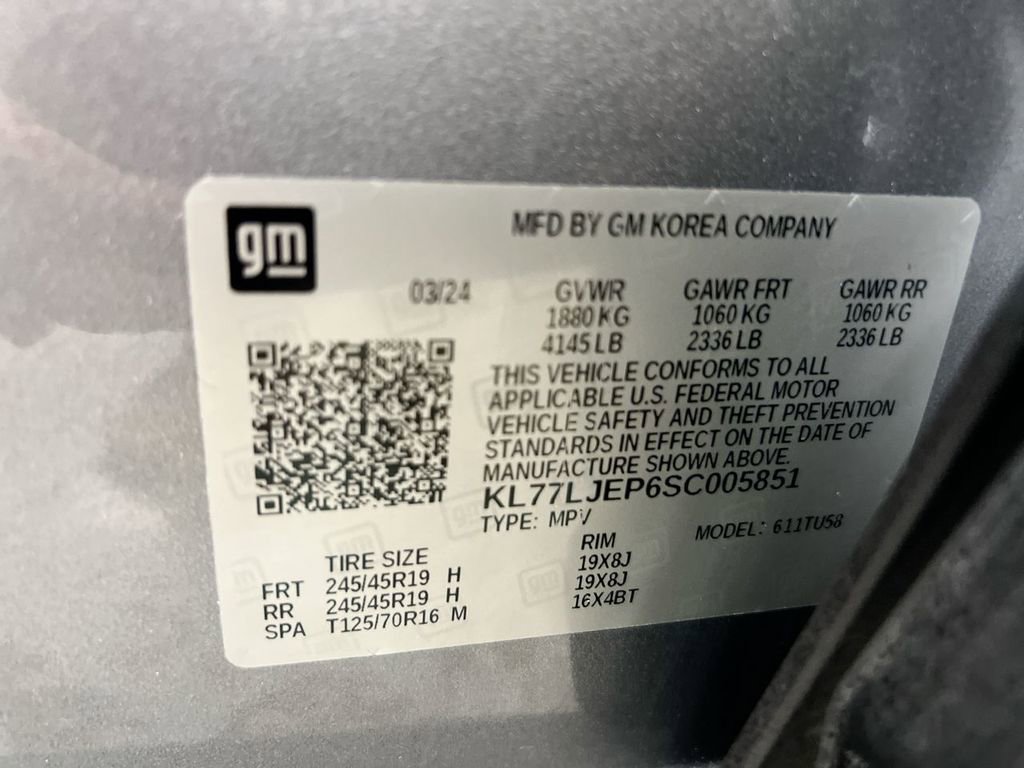 gm
MFD BY GM KOREA COMPANY
03/24
GVWR GAWR FRT GAWR RR
1880 KG 1060 KG 1060 KG
4145 LB 2336 LB 2336 LB
THIS VEHICLE CONFORMS TO ALL
APPLICABLE U.S. FEDERAL MOTOR
VEHICLE SAFETY AND THEFT PREVENTION
STANDARDS IN EFFECT ON THE DATE OF
MANUFACTURE SHOWN ABOVE.
KL77LJEP6SC005851
TYPE: MPV MODEL: 611TU58
TIRE SIZE RIM
FRT 245/45R19 H 19X8J
RR 245/45R19 H 19X8J
SPA T125/70R16 M 16X4BT